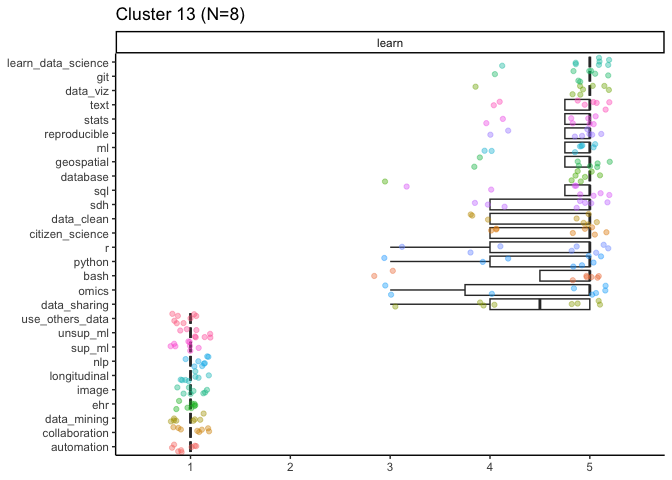 Cluster 13 (N=8)
learn
learn_data_science
git
data_viz
text
stats
reproducible
ml
geospatial
database
sql
sdh
data_clean
citizen_science
r
python
bash
omics
data_sharing
use_others_data
unsup_ml
sup_ml
nlp
longitudinal
image
ehr
data_mining
collaboration
automation
1 2 3 4 5